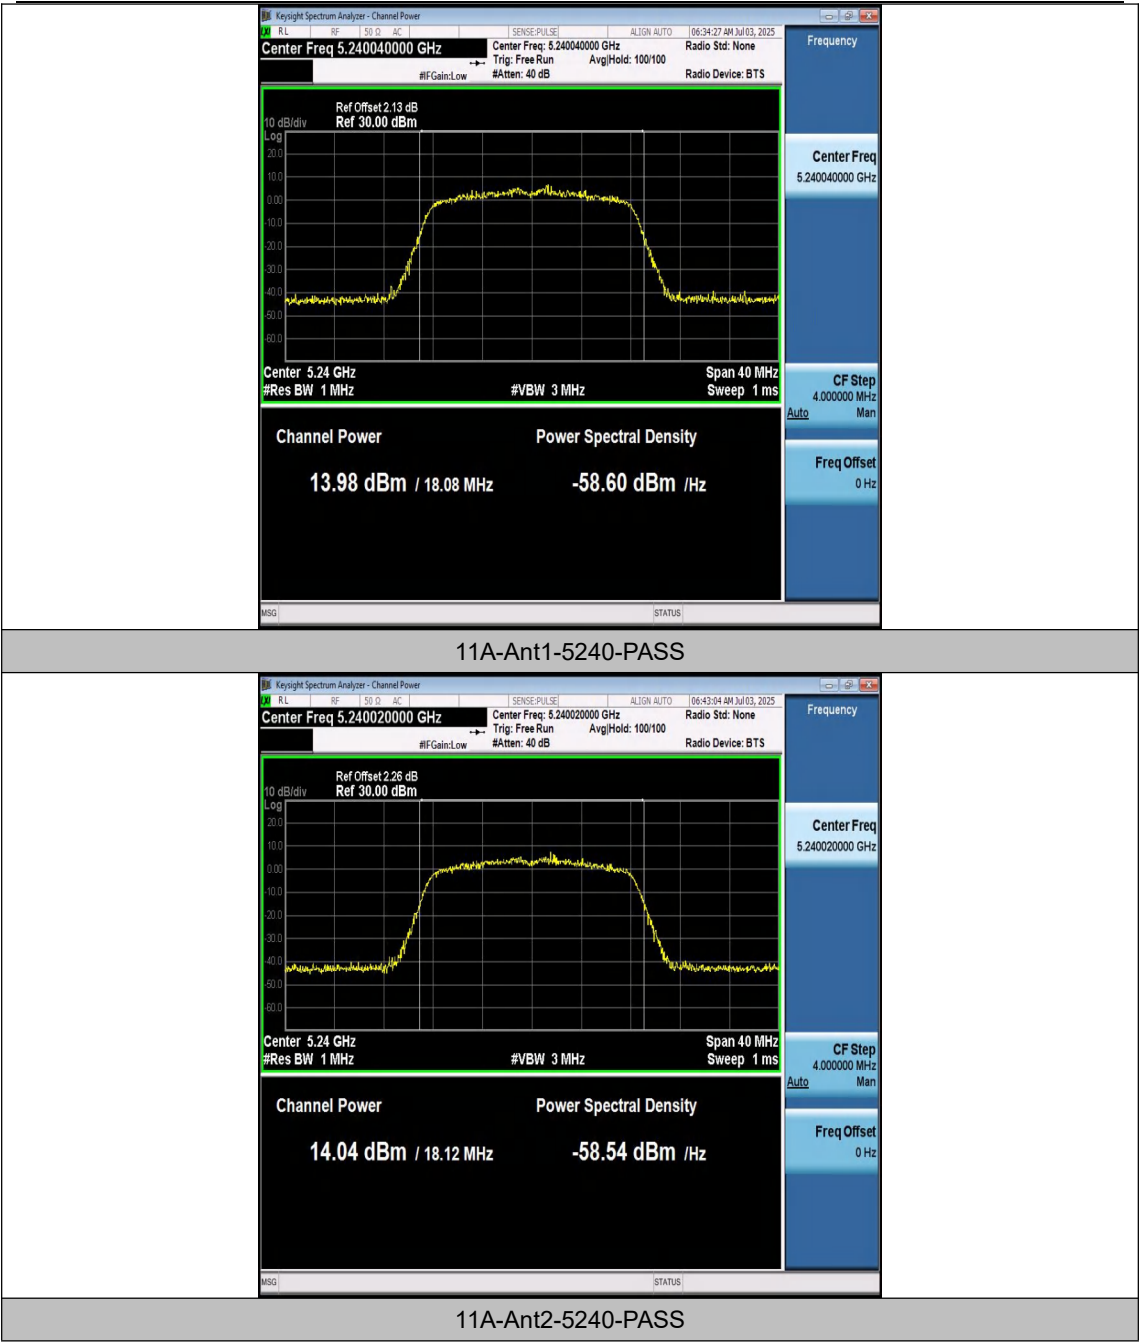 Keysight Spectrum Analyzer - Channel Power
RL RF 50 Ω AC SENSE:PULSE ALIGN AUTO 06:34:27 AM Jul 03, 2025
Center Freq 5.240040000 GHz
Center Freq: 5.240040000 GHz Radio Std: None
Trig: Free Run Avg|Hold: 100/100
#IFGain:Low #Atten: 40 dB Radio Device: BTS
Frequency
Ref Offset 2.13 dB
10 dB/div Ref 30.00 dBm
Log
20.0
10.0
0.00
-10.0
-20.0
-30.0
-40.0
-50.0
-60.0
Center 5.24 GHz Span 40 MHz
#Res BW 1 MHz #VBW 3 MHz Sweep 1 ms
Center Freq
5.240040000 GHz
CF Step
4.000000 MHz
Auto Man
Freq Offset
0 Hz
Channel Power Power Spectral Density
13.98 dBm / 18.08 MHz -58.60 dBm /Hz
MSG STATUS
11A-Ant1-5240-PASS
Keysight Spectrum Analyzer - Channel Power
RL RF 50 Ω AC SENSE:PULSE ALIGN AUTO 06:43:04 AM Jul 03, 2025
Center Freq 5.240020000 GHz
Center Freq: 5.240020000 GHz Radio Std: None
Trig: Free Run Avg|Hold: 100/100
#IFGain:Low #Atten: 40 dB Radio Device: BTS
Frequency
Ref Offset 2.26 dB
10 dB/div Ref 30.00 dBm
Log
20.0
10.0
0.00
-10.0
-20.0
-30.0
-40.0
-50.0
-60.0
Center 5.24 GHz Span 40 MHz
#Res BW 1 MHz #VBW 3 MHz Sweep 1 ms
Center Freq
5.240020000 GHz
CF Step
4.000000 MHz
Auto Man
Freq Offset
0 Hz
Channel Power Power Spectral Density
14.04 dBm / 18.12 MHz -58.54 dBm /Hz
MSG STATUS
11A-Ant2-5240-PASS